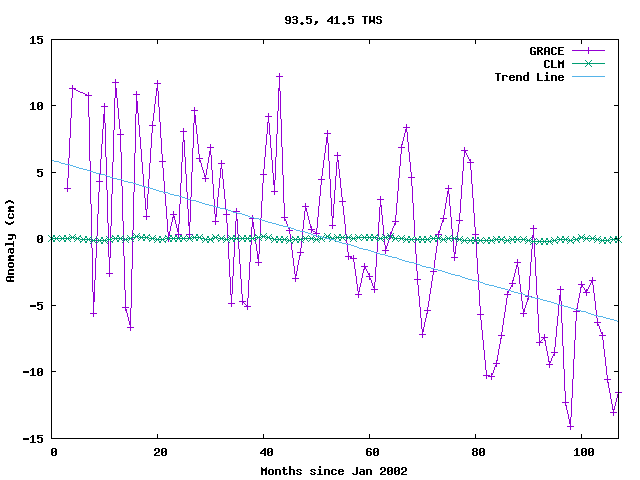 93.5, 41.5 TWS
GRACE
CLM
Trend Line
15
10
5
0
-5
-10
-15
Anomaly (cm)
0 20 40 60 80 100
Months since Jan 2002